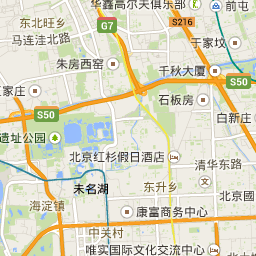 华鑫高尔夫俱乐部
前屯
东北旺乡
G7
S216
马连洼北路
于家坟
朱房西窑
千秋大厦
S50
家庄
石板房
S50
白新庄
遗址公园
北京红杉假日酒店
清华东路
未名湖
东升乡
北京國
海淀镇
康富商务中心
中关村
唯实国际文化交流中心